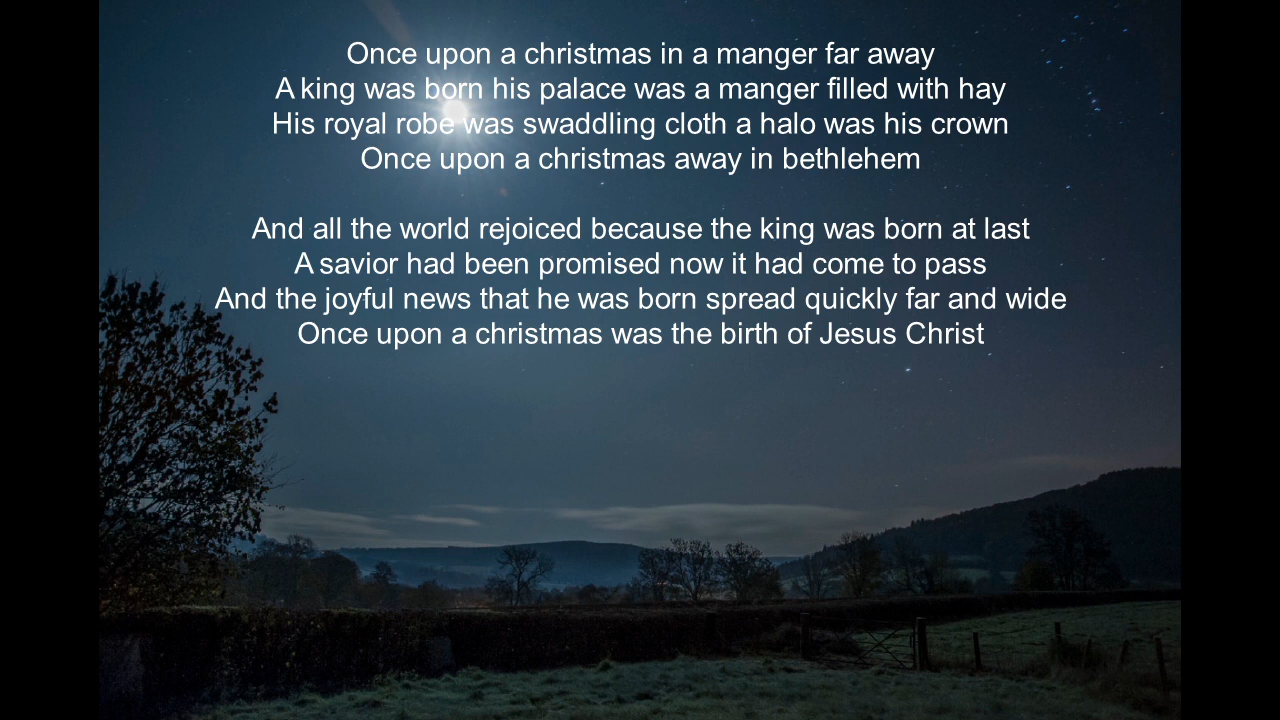 Once upon a christmas in a manger far away
A king was born his palace was a manger filled with hay
His royal robe was swaddling cloth a halo was his crown
Once upon a christmas away in bethlehem
And all the world rejoiced because the king was born at last
A savior had been promised now it had come to pass
And the joyful news that he was born spread quickly far and wide
Once upon a christmas was the birth of Jesus Christ